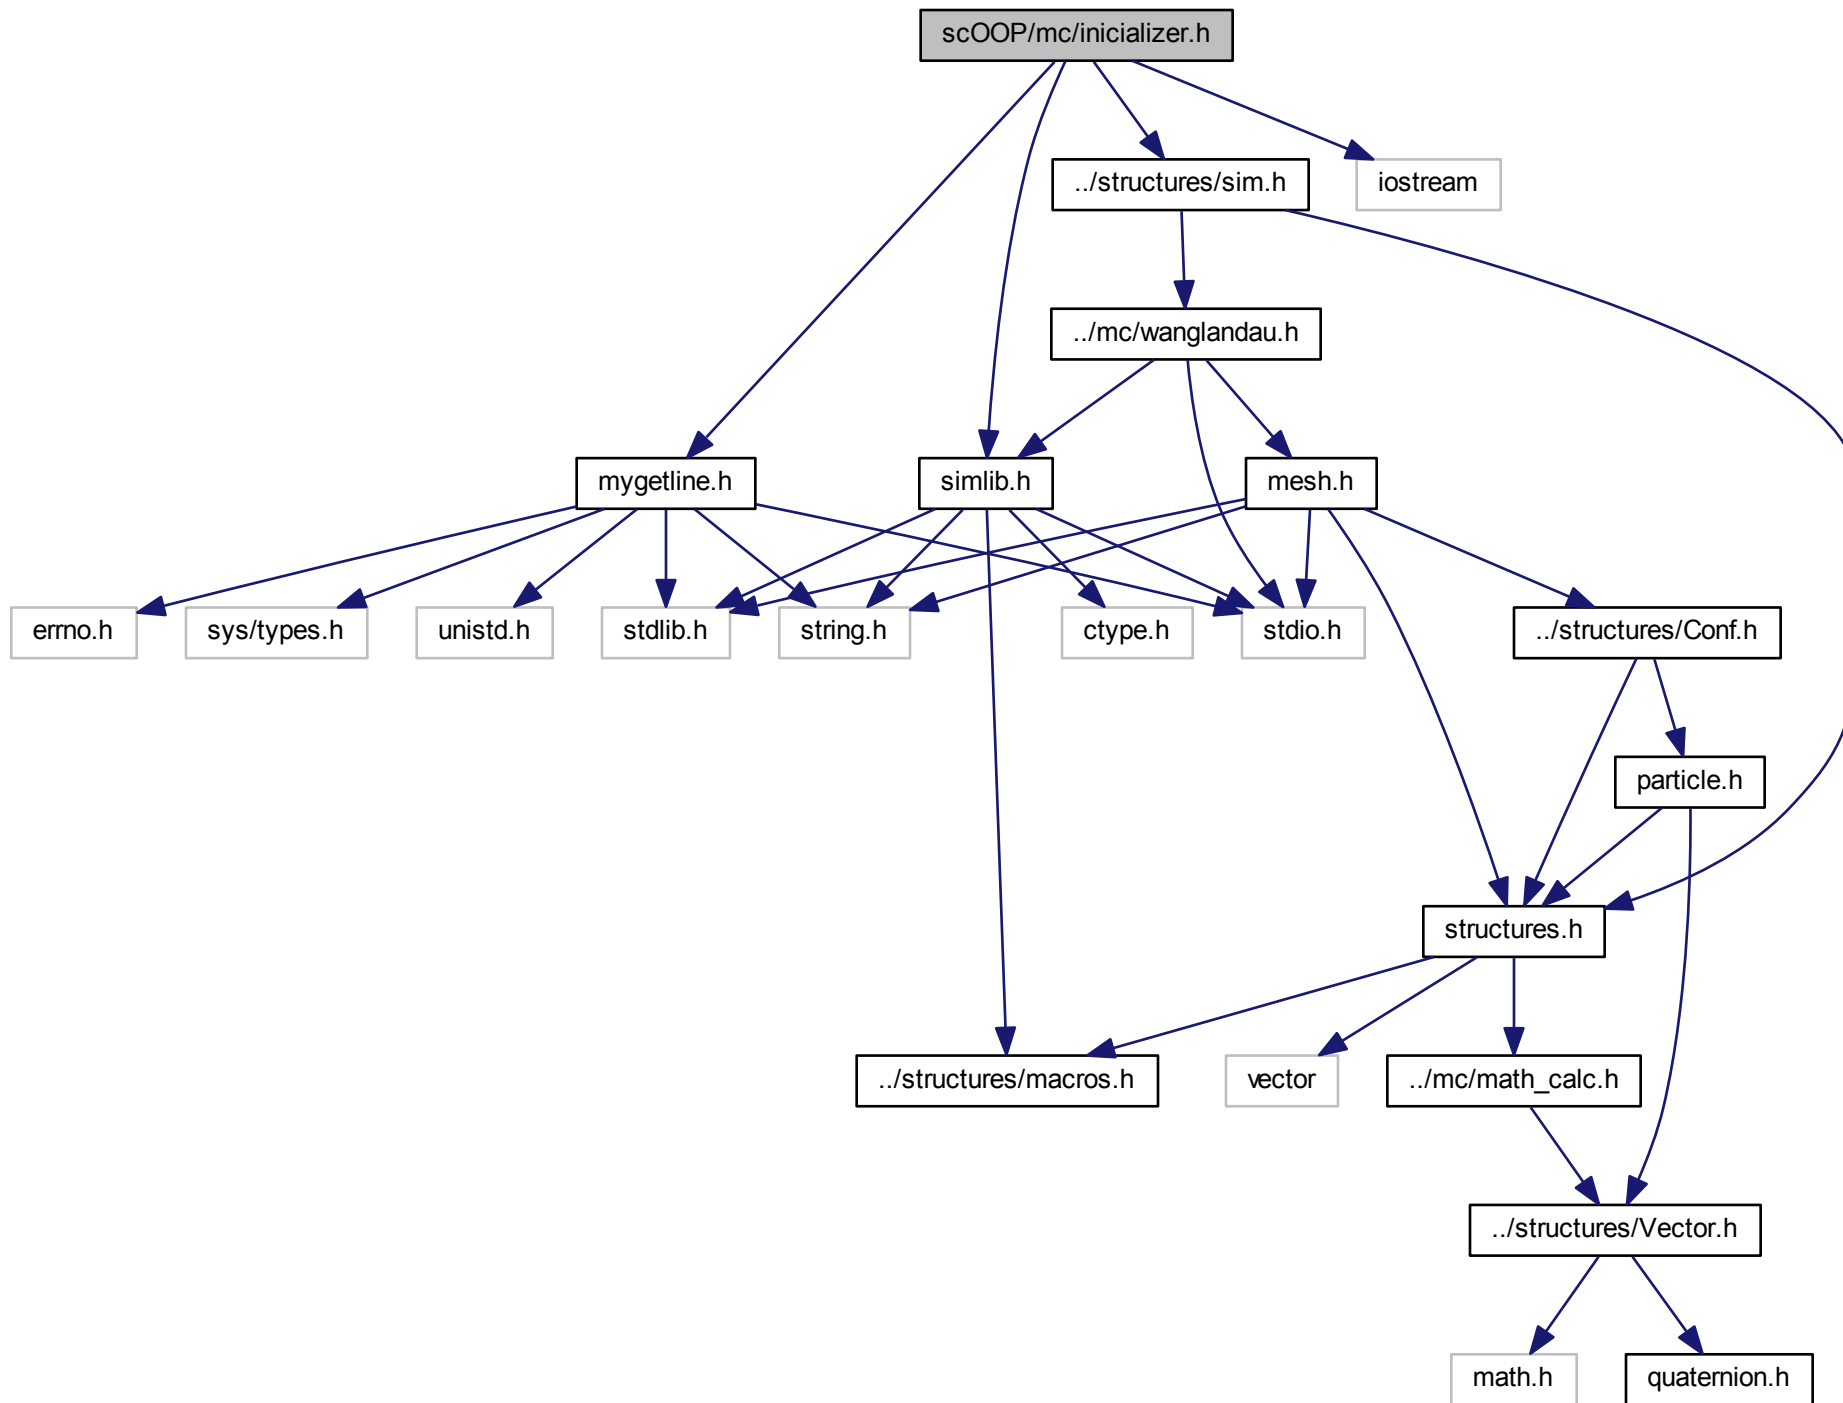 scOOP/mc/inicializer.h
../structures/sim.h
iostream
../mc/wanglandau.h
mygetline.h
simlib.h
mesh.h
errno.h
sys/types.h
unistd.h
stdlib.h
string.h
ctype.h
stdio.h
../structures/Conf.h
particle.h
structures.h
../structures/macros.h
vector
../mc/math_calc.h
../structures/Vector.h
math.h
quaternion.h